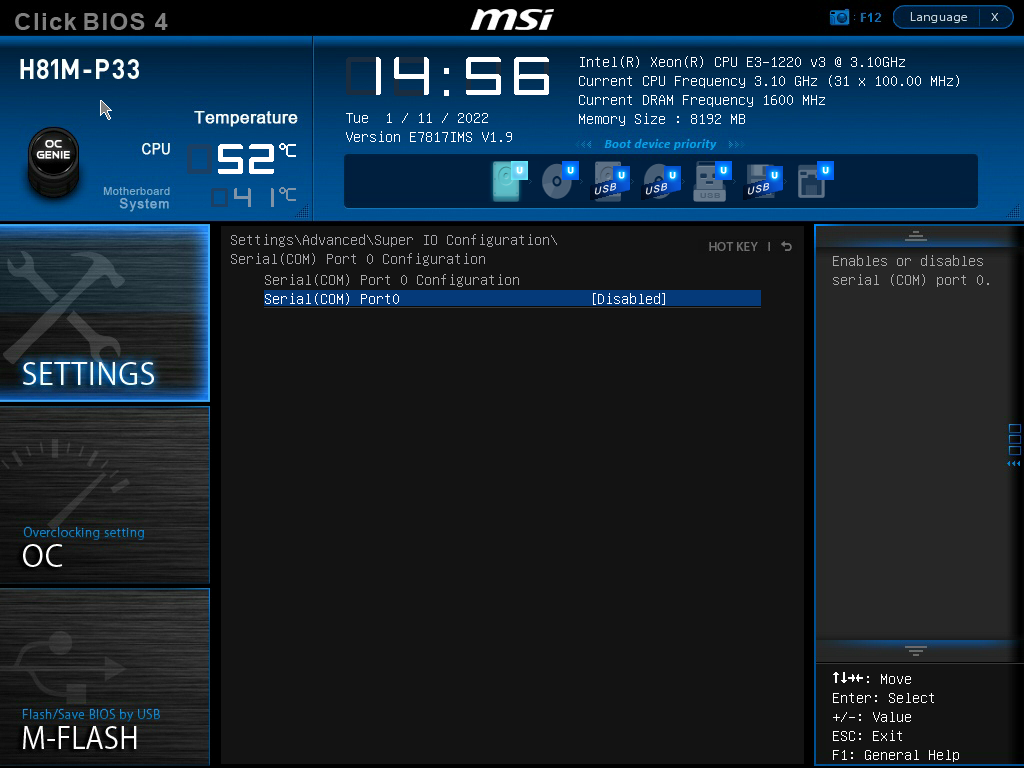 Click BIOS 4
msi
: F12
Language X
H81M-P33
OC
GENIE
Temperature
CPU 52°C
Motherboard
System 41°C
14:56
Tue 1 / 11 / 2022
Version E7817IMS V1.9
Intel(R) Xeon(R) CPU E3-1220 v3 @ 3.10GHz
Current CPU Frequency 3.10 GHz (31 x 100.00 MHz)
Current DRAM Frequency 1600 MHz
Memory Size : 8192 MB
Boot device priority
U U U U U U U
USB USB USB USB
Settings\Advanced\Super IO Configuration\
Serial(COM) Port 0 Configuration
HOT KEY |
Serial(COM) Port 0 Configuration
Serial(COM) Port0 [Disabled]
SETTINGS
Overclocking setting
OC
Flash/Save BIOS by USB
M-FLASH
Enables or disables
serial (COM) port 0.
↑↓→←: Move
Enter: Select
+/-: Value
ESC: Exit
F1: General Help